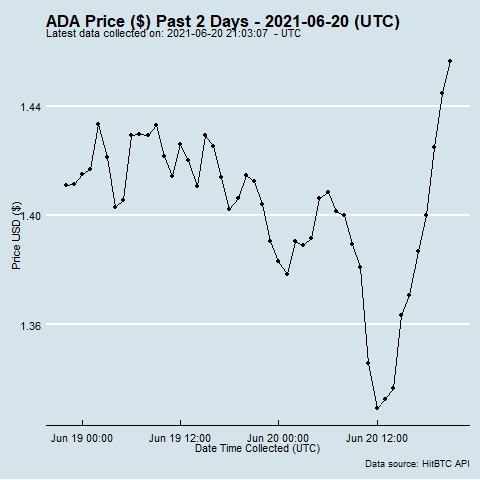 ADA Price ($) Past 2 Days - 2021-06-20 (UTC)
Latest data collected on: 2021-06-20 21:03:07 - UTC
1.44
1.40
1.36
Price USD ($)
Jun 19 00:00 Jun 19 12:00 Jun 20 00:00 Jun 20 12:00
Date Time Collected (UTC)
Data source: HitBTC API